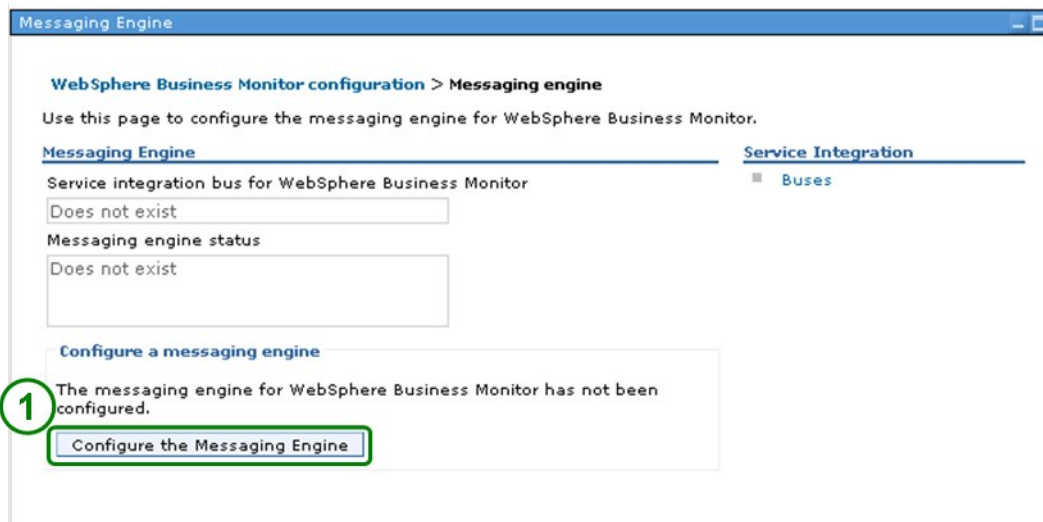 Messaging Engine
WebSphere Business Monitor configuration > Messaging engine
Use this page to configure the messaging engine for WebSphere Business Monitor.
Messaging Engine
Service integration bus for WebSphere Business Monitor
Does not exist
Messaging engine status
Does not exist
Configure a messaging engine
The messaging engine for WebSphere Business Monitor has not been
configured.
1
Configure the Messaging Engine
Service Integration
Buses